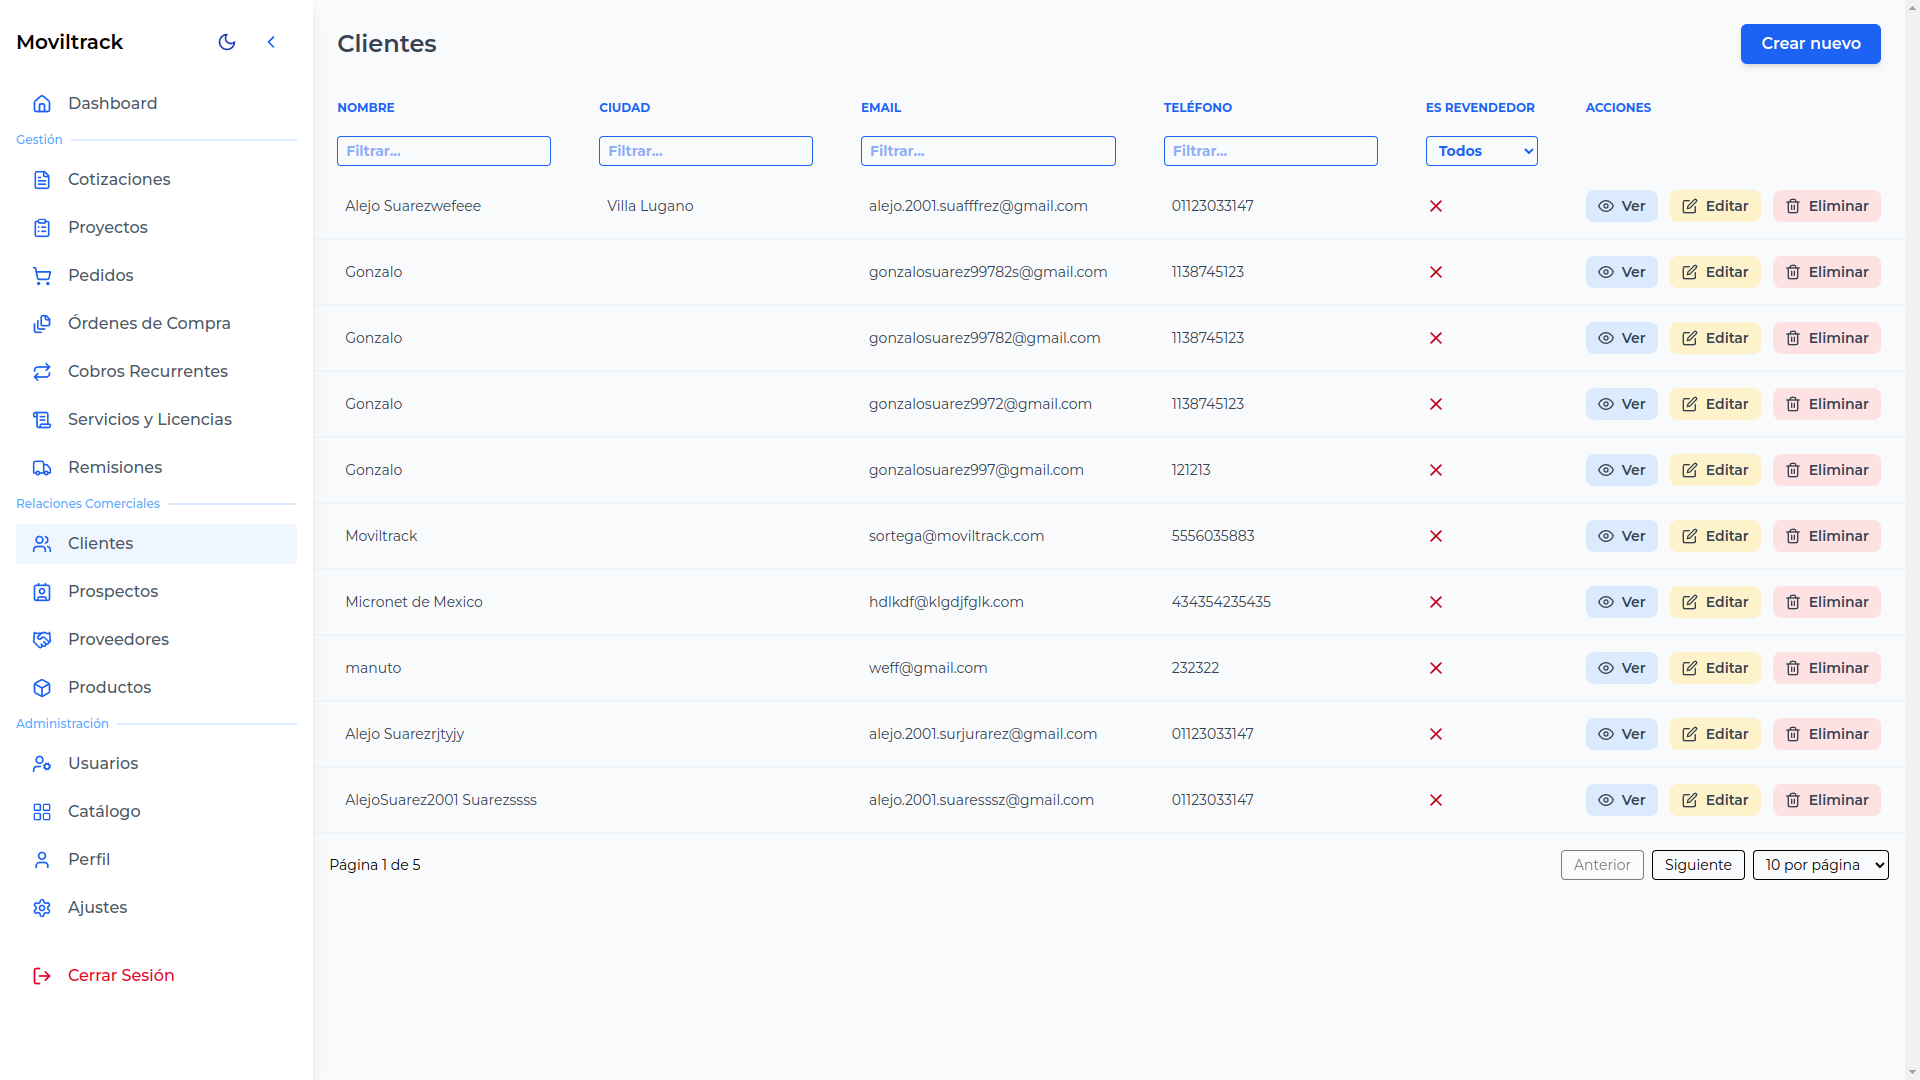 Moviltrack
Dashboard
Gestión
Cotizaciones
Proyectos
Pedidos
Órdenes de Compra
Cobros Recurrentes
Servicios y Licencias
Remisiones
Relaciones Comerciales
Clientes
Prospectos
Proveedores
Productos
Administración
Usuarios
Catálogo
Perfil
Ajustes
Cerrar Sesión
Clientes
Crear nuevo
NOMBRE CIUDAD EMAIL TELÉFONO ES REVENDEDOR ACCIONES
Filtrar... Filtrar... Filtrar... Filtrar... Todos
Alejo Suarezwefeee Villa Lugano alejo.2001.suafffrez@gmail.com 01123033147 Ver Editar Eliminar
Gonzalo gonzalosuarez99782s@gmail.com 1138745123 Ver Editar Eliminar
Gonzalo gonzalosuarez99782@gmail.com 1138745123 Ver Editar Eliminar
Gonzalo gonzalosuarez9972@gmail.com 1138745123 Ver Editar Eliminar
Gonzalo gonzalosuarez997@gmail.com 121213 Ver Editar Eliminar
Moviltrack sortega@moviltrack.com 5556035883 Ver Editar Eliminar
Micronet de Mexico hdlkdf@klgdjfglk.com 434354235435 Ver Editar Eliminar
manuto weff@gmail.com 232322 Ver Editar Eliminar
Alejo Suarezrjtyjy alejo.2001.surjurarez@gmail.com 01123033147 Ver Editar Eliminar
AlejoSuarez2001 Suarezssss alejo.2001.suaresssz@gmail.com 01123033147 Ver Editar Eliminar
Página 1 de 5 Anterior Siguiente 10 por página